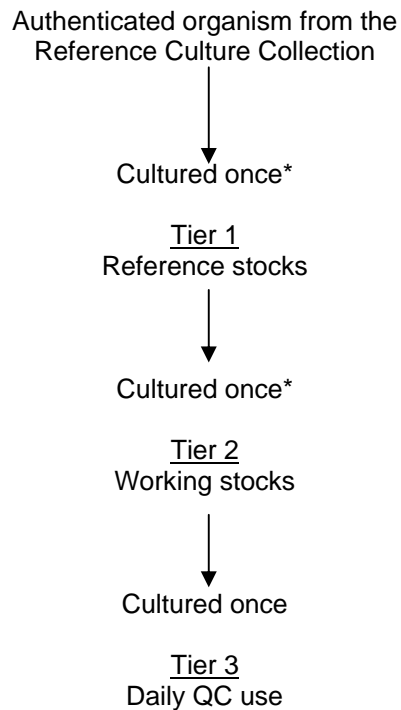 Authenticated organism from the
Reference Culture Collection
Cultured once*
Tier 1
Reference stocks
Cultured once*
Tier 2
Working stocks
Cultured once
Tier 3
Daily QC use